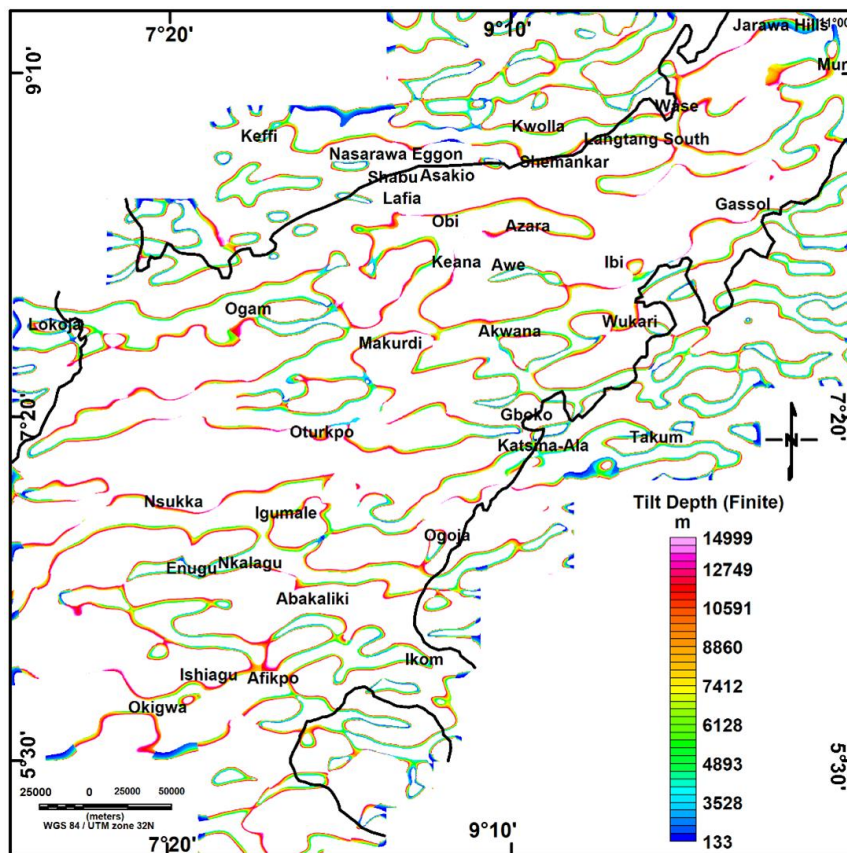 7°20'
9°10'
Jarawa Hills
11°00
9°10'
Mur
Wase
Keffi
Kwolla
Langtang South
Nasarawa Eggon
Shemankar
Shabu
Asakio
Lafia
Gassol
Obi
Azara
Keana
Awe
Ibi
Ogam
Lokoja
Wukari
Makurdi
Akwana
7°20'
Gboko
7°20'
Oturkpo
Katsina-Ala
Takum
N
Nsukka
Igumale
Tilt Depth (Finite)
m
14999
12749
10591
8860
7412
6128
4893
3528
133
Ogoja
Enugu
Nkalagu
Abakaliki
Ikom
Ishiagu
Afikpo
Okigwa
5°30'
5°30'
25000 0 25000 50000
(meters)
WGS 84 / UTM zone 32N
7°20'
9°10'